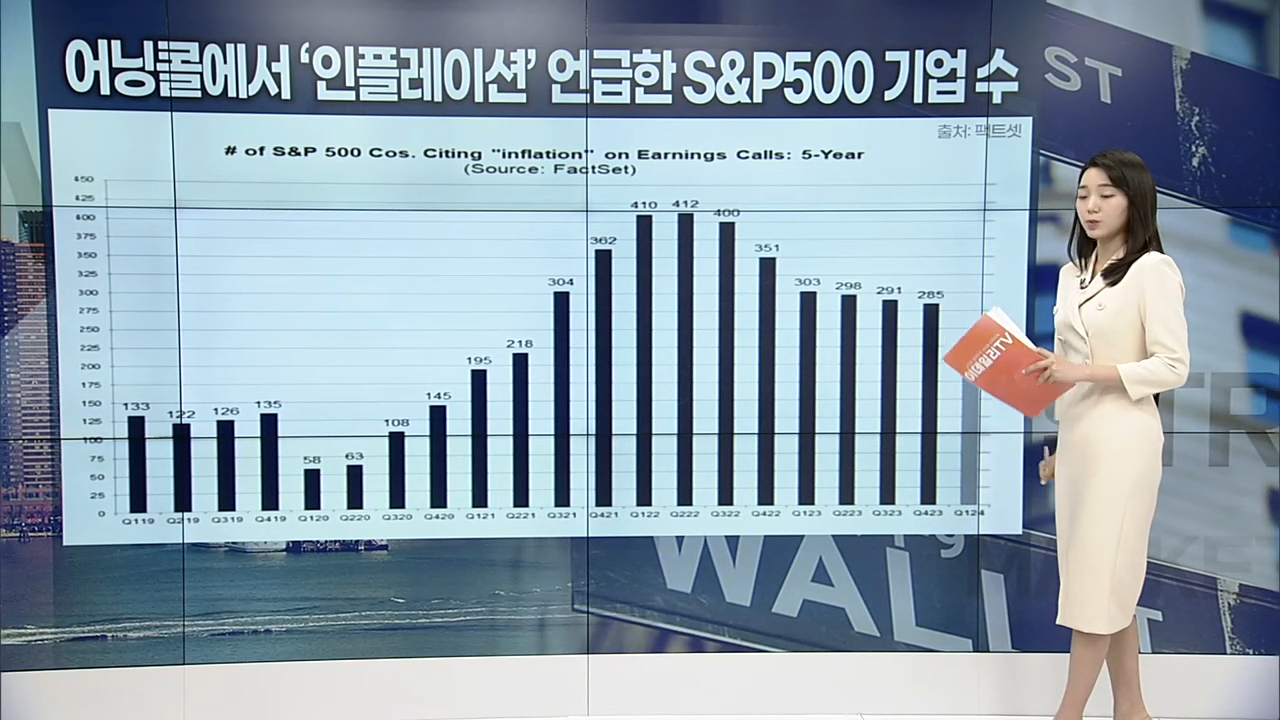 어닝콜에서 ‘인플레이션’ 언급한 S&P500 기업 수
ST
출처: 팩트셋
# of S&P 500 Cos. Citing "inflation" on Earnings Calls: 5-Year
(Source: FactSet)
450
425
400
375
350
325
300
275
250
225
200
175
150
125
100
75
50
25
0
133 122 126 135 58 63 108 145 195 218 304 362 410 412 400 351 303 298 291 285
Q119 Q219 Q319 Q419 Q120 Q220 Q320 Q420 Q121 Q221 Q321 Q421 Q122 Q222 Q322 Q422 Q123 Q223 Q323 Q423 Q124
이데일리TV
WALL